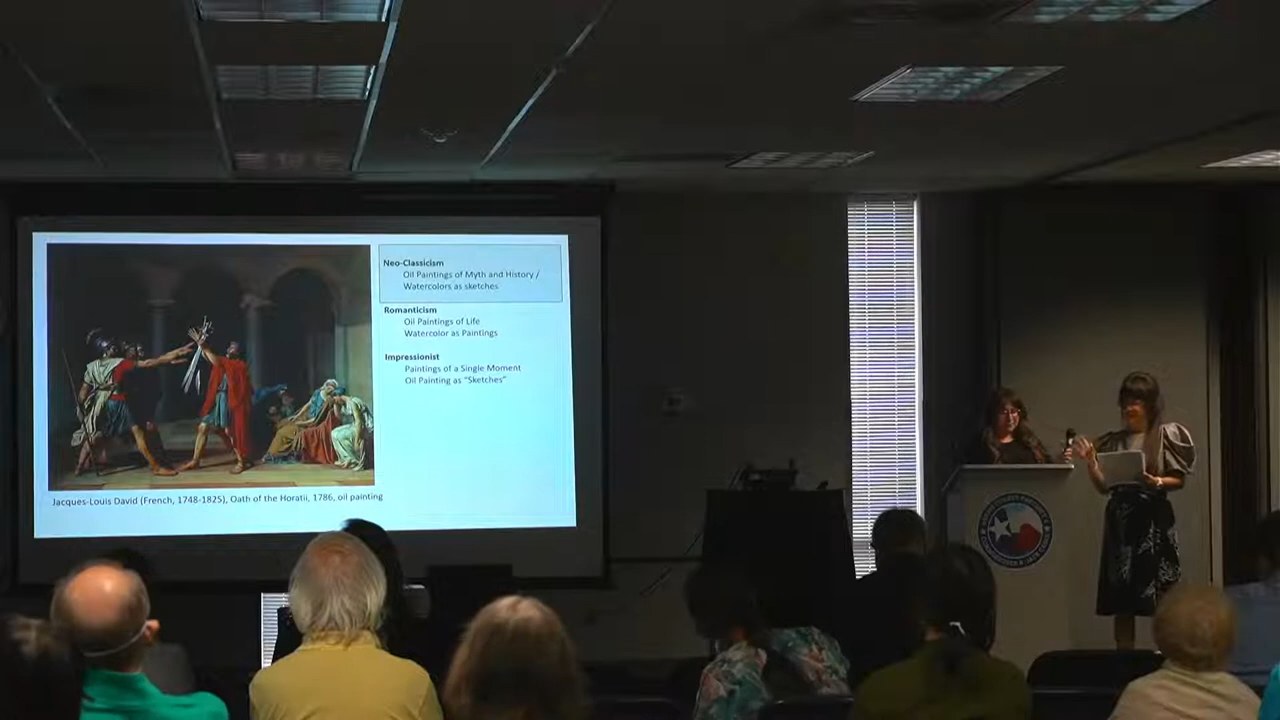 Neo-Classicism
Oil Paintings of Myth and History /
Watercolors as sketches
Romanticism
Oil Paintings of Life
Watercolor as Paintings
Impressionist
Paintings of a Single Moment
Oil Painting as "Sketches"
Jacques-Louis David (French, 1748-1825), Oath of the Horatii, 1786, oil painting